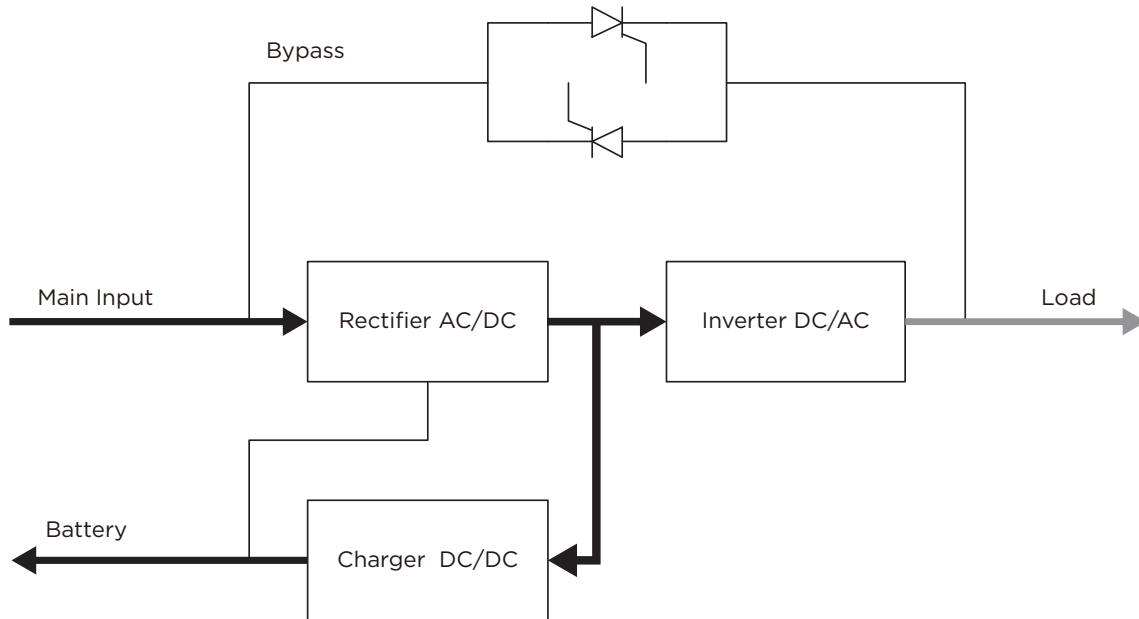 Bypass
Main Input
Rectifier AC/DC
Inverter DC/AC
Load
Battery
Charger DC/DC